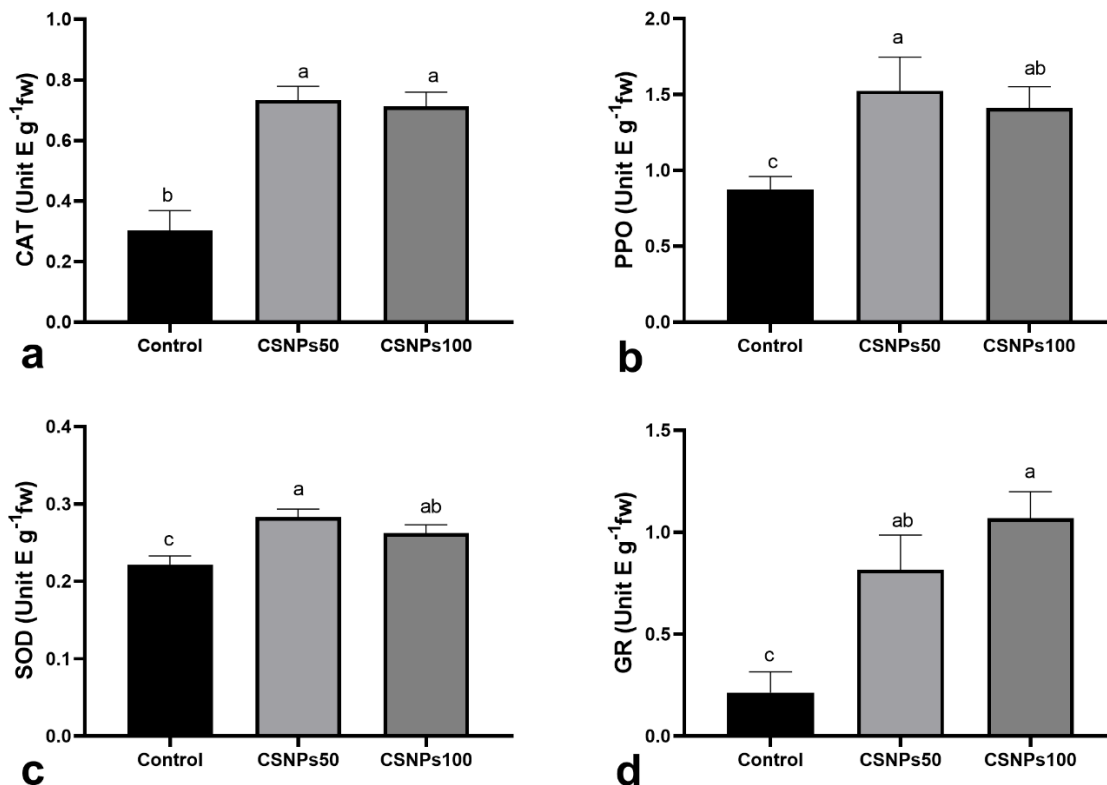 CAT (Unit E g⁻¹fw)
1.0
0.8
0.6
0.4
0.2
0.0
b
a
a
Control
CSNPs50
CSNPs100
a
PPO (Unit E g⁻¹fw)
2.0
1.5
1.0
0.5
0.0
c
a
ab
Control
CSNPs50
CSNPs100
b
SOD (Unit E g⁻¹fw)
0.4
0.3
0.2
0.1
0.0
c
a
ab
Control
CSNPs50
CSNPs100
c
GR (Unit E g⁻¹fw)
1.5
1.0
0.5
0.0
c
ab
a
Control
CSNPs50
CSNPs100
d